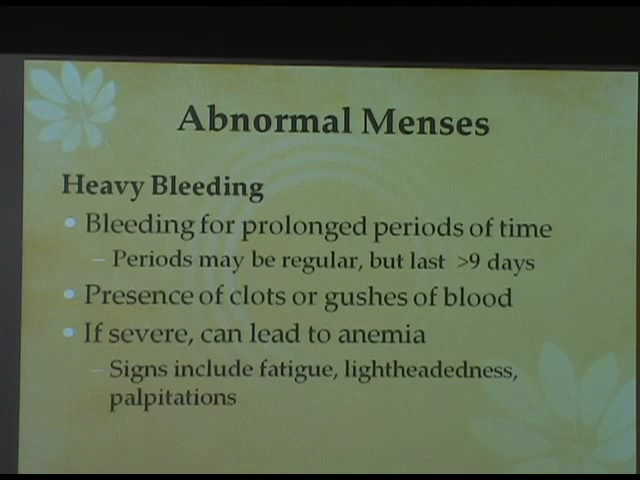 Abnormal Menses
Heavy Bleeding
• Bleeding for prolonged periods of time
– Periods may be regular, but last >9 days
• Presence of clots or gushes of blood
• If severe, can lead to anemia
– Signs include fatigue, lightheadedness,
palpitations